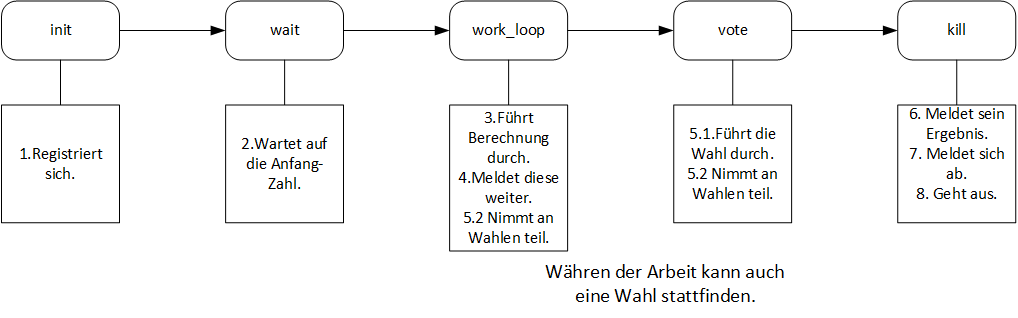 init
wait
work_loop
vote
kill
1.Registriert
sich.
2.Wartet auf
die Anfang-
Zahl.
3.Führt
Berechnung
durch.
4.Meldet diese
weiter.
5.2 Nimmt an
Wahlen teil.
5.1.Führt die
Wahl durch.
5.2 Nimmt an
Wahlen teil.
6. Meldet sein
Ergebnis.
7. Meldet sich
ab.
8. Geht aus.
Währen der Arbeit kann auch
eine Wahl stattfinden.